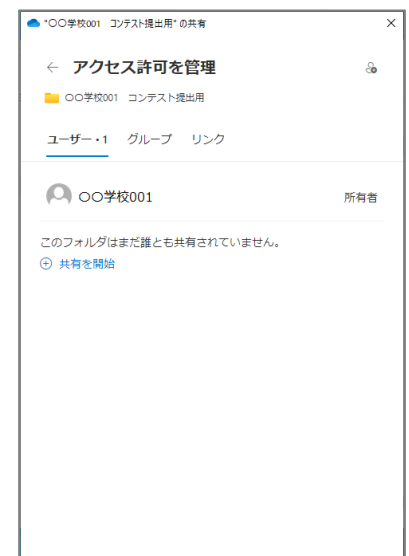 "〇〇学校001　コンテスト提出用" の共有
アクセス許可を管理
〇〇学校001　コンテスト提出用
ユーザー・1　グループ　リンク
〇〇学校001　所有者
このフォルダはまだ誰とも共有されていません。
共有を開始